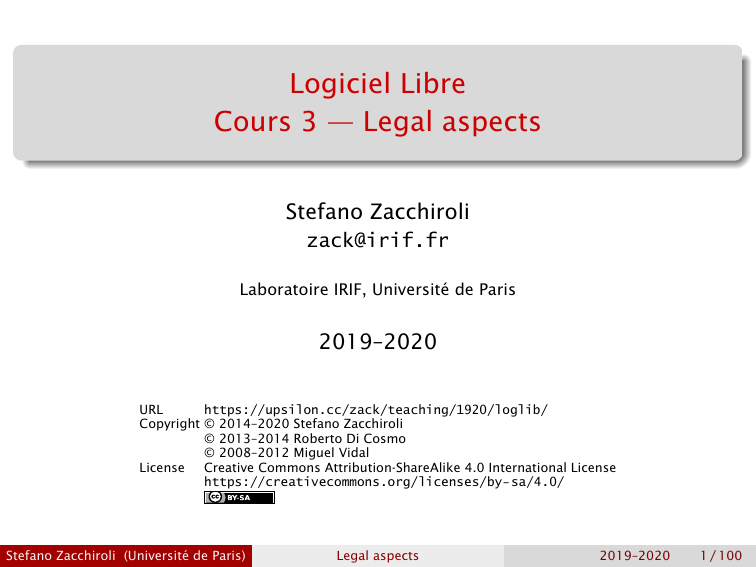 Logiciel Libre
Cours 3 — Legal aspects
Stefano Zacchiroli
zack@irif.fr
Laboratoire IRIF, Université de Paris
2019–2020
URL https://upsilon.cc/zack/teaching/1920/loglib/
Copyright © 2014–2020 Stefano Zacchiroli
© 2013–2014 Roberto Di Cosmo
© 2008–2012 Miguel Vidal
License Creative Commons Attribution-ShareAlike 4.0 International License
https://creativecommons.org/licenses/by-sa/4.0/
cc BY-SA
Stefano Zacchiroli (Université de Paris) Legal aspects 2019–2020 1 / 100